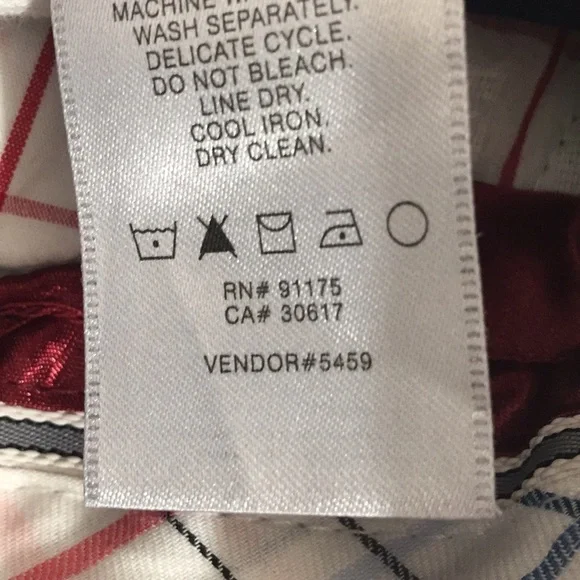 MACHINE
WASH SEPARATELY.
DELICATE CYCLE.
DO NOT BLEACH.
LINE DRY.
COOL IRON.
DRY CLEAN.
RN# 91175
CA# 30617
VENDOR#5459